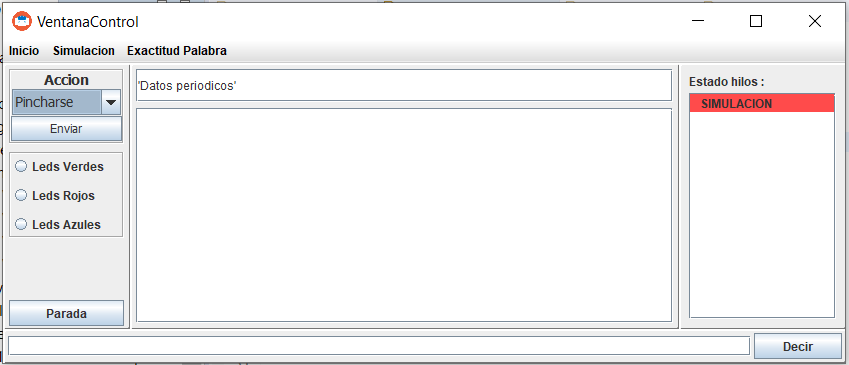 VentanaControl
Inicio Simulacion Exactitud Palabra
Accion
Pincharse
Enviar
Leds Verdes
Leds Rojos
Leds Azules
Parada
'Datos periodicos'
Estado hilos :
SIMULACION
Decir